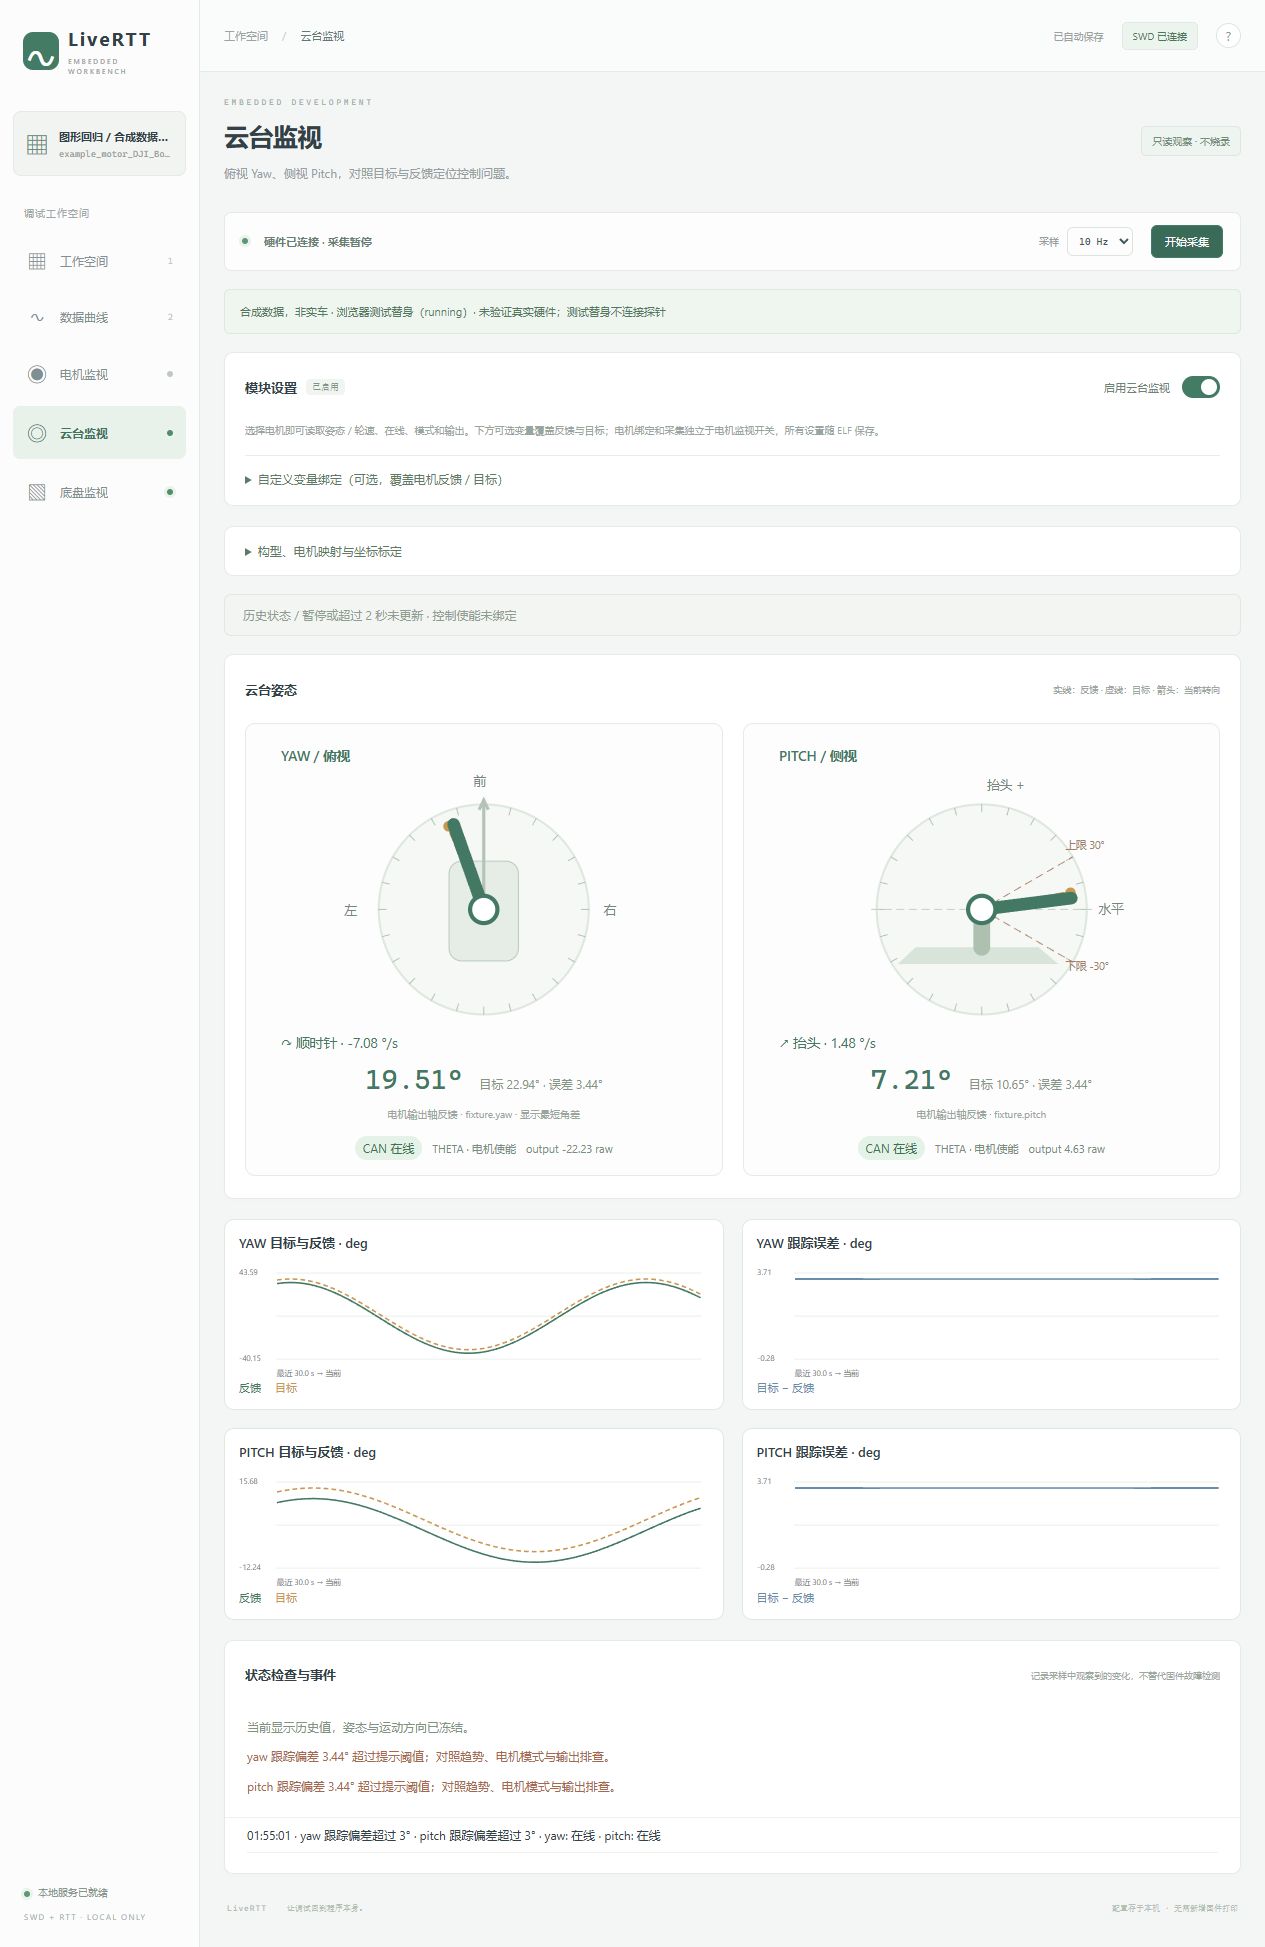 LiveRTT
EMBEDDED
WORKBENCH
图形回归 / 合成数据...
example_motor_DJI_Bo…
调试工作空间
工作空间 1
数据曲线 2
电机监视
云台监视
底盘监视
本地服务已就绪
SWD + RTT · LOCAL ONLY
工作空间 / 云台监视
已自动保存 SWD 已连接 ?
EMBEDDED DEVELOPMENT
云台监视
只读观察 · 不烧录
俯视 Yaw、侧视 Pitch，对照目标与反馈定位控制问题。
硬件已连接 · 采集暂停
采样 10 Hz 开始采集
合成数据，非实车 · 浏览器测试替身（running）· 未验证真实硬件；测试替身不连接探针
模块设置 已启用
启用云台监视
选择电机即可读取姿态 / 轮速、在线、模式和输出。下方可选变量覆盖反馈与目标；电机绑定和采集独立于电机监视开关，所有设置随 ELF 保存。
▶ 自定义变量绑定（可选，覆盖电机反馈 / 目标）
▶ 构型、电机映射与坐标标定
历史状态 / 暂停或超过 2 秒未更新 · 控制使能未绑定
云台姿态
实线：反馈 · 虚线：目标 · 箭头：当前转向
YAW / 俯视
前
左
右
↷ 顺时针 · -7.08 °/s
19.51° 目标 22.94° · 误差 3.44°
电机输出轴反馈 · fixture.yaw · 显示最短角差
CAN 在线 THETA · 电机使能 output -22.23 raw
PITCH / 侧视
抬头 +
上限 30°
水平
下限 -30°
↗ 抬头 · 1.48 °/s
7.21° 目标 10.65° · 误差 3.44°
电机输出轴反馈 · fixture.pitch
CAN 在线 THETA · 电机使能 output 4.63 raw
YAW 目标与反馈 · deg
43.59
-40.15
最近 30.0 s → 当前
反馈 目标
YAW 跟踪误差 · deg
3.71
-0.28
最近 30.0 s → 当前
目标 − 反馈
PITCH 目标与反馈 · deg
15.68
-12.24
最近 30.0 s → 当前
反馈 目标
PITCH 跟踪误差 · deg
3.71
-0.28
最近 30.0 s → 当前
目标 − 反馈
状态检查与事件
记录采样中观察到的变化，不替代固件故障检测
当前显示历史值，姿态与运动方向已冻结。
yaw 跟踪偏差 3.44° 超过提示阈值；对照趋势、电机模式与输出排查。
pitch 跟踪偏差 3.44° 超过提示阈值；对照趋势、电机模式与输出排查。
01:55:01 · yaw 跟踪偏差超过 3° · pitch 跟踪偏差超过 3° · yaw: 在线 · pitch: 在线
LiveRTT 让调试回到程序本身。
配置存于本机 · 无需新增固件打印